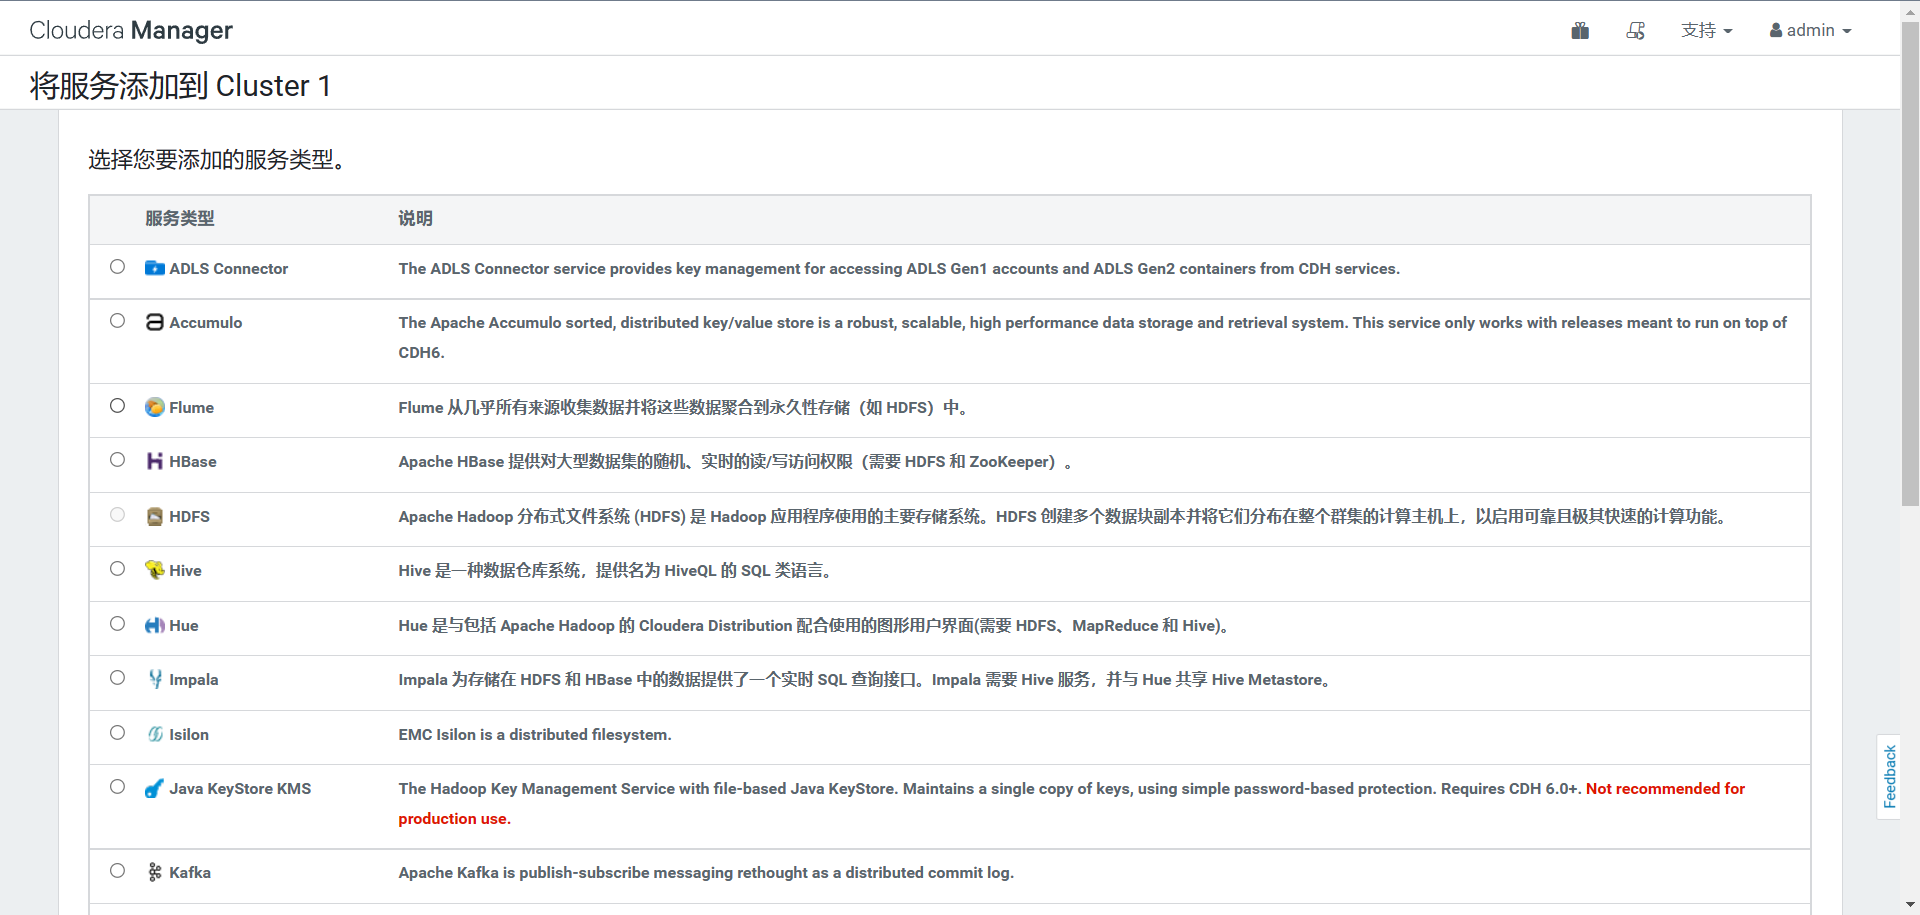 Cloudera Manager
支持
admin
将服务添加到 Cluster 1
选择您要添加的服务类型。
服务类型 说明
ADLS Connector The ADLS Connector service provides key management for accessing ADLS Gen1 accounts and ADLS Gen2 containers from CDH services.
Accumulo The Apache Accumulo sorted, distributed key/value store is a robust, scalable, high performance data storage and retrieval system. This service only works with releases meant to run on top of
CDH6.
Flume Flume 从几乎所有来源收集数据并将这些数据聚合到永久性存储（如 HDFS）中。
HBase Apache HBase 提供对大型数据集的随机、实时的读/写访问权限（需要 HDFS 和 ZooKeeper）。
HDFS Apache Hadoop 分布式文件系统 (HDFS) 是 Hadoop 应用程序使用的主要存储系统。HDFS 创建多个数据块副本并将它们分布在整个群集的计算主机上，以启用可靠且极其快速的计算功能。
Hive Hive 是一种数据仓库系统，提供名为 HiveQL 的 SQL 类语言。
Hue Hue 是与包括 Apache Hadoop 的 Cloudera Distribution 配合使用的图形用户界面(需要 HDFS、MapReduce 和 Hive)。
Impala Impala 为存储在 HDFS 和 HBase 中的数据提供了一个实时 SQL 查询接口。Impala 需要 Hive 服务，并与 Hue 共享 Hive Metastore。
Isilon EMC Isilon is a distributed filesystem.
Java KeyStore KMS The Hadoop Key Management Service with file-based Java KeyStore. Maintains a single copy of keys, using simple password-based protection. Requires CDH 6.0+. Not recommended for
production use.
Kafka Apache Kafka is publish-subscribe messaging rethought as a distributed commit log.
Feedback